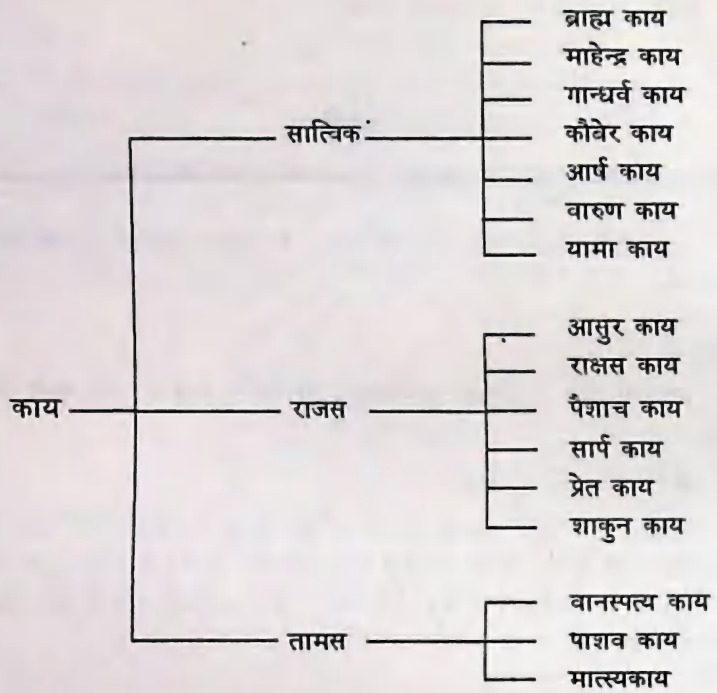 ब्राह्म काय
माहेन्द्र काय
गान्धर्व काय
सात्विक
कौबेर काय
आर्ष काय
वारुण काय
यामा काय
आसुर काय
राक्षस काय
काय
राजस
पैशाच काय
सार्प काय
प्रेत काय
शाकुन काय
वानस्पत्य काय
तामस
पाशव काय
मात्स्यकाय